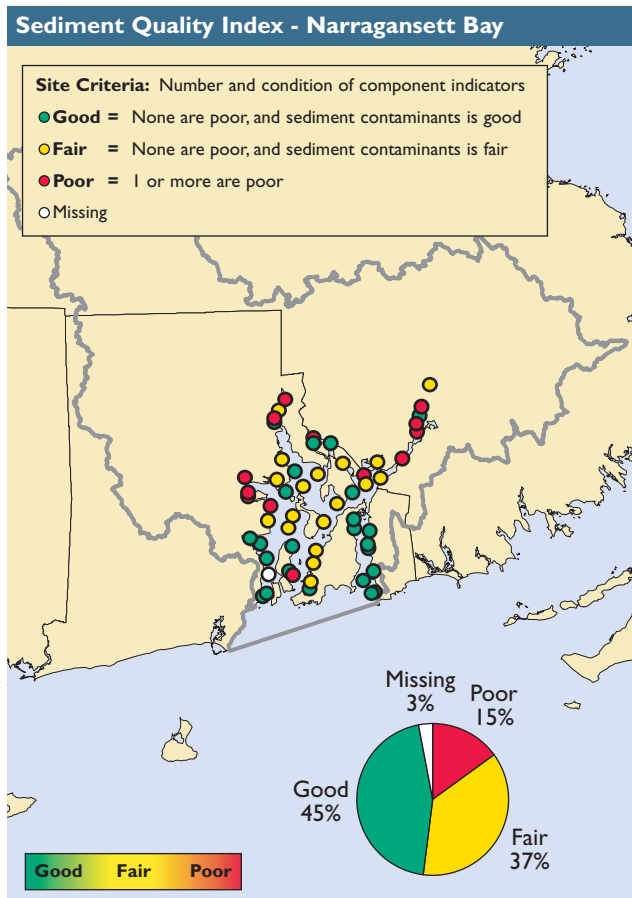 Sediment Quality Index - Narragansett Bay
Site Criteria: Number and condition of component indicators
Good = None are poor, and sediment contaminants is good
Fair = None are poor, and sediment contaminants is fair
Poor = 1 or more are poor
Missing
Missing
3%
Poor
15%
Good
45%
Fair
37%
Good Fair Poor